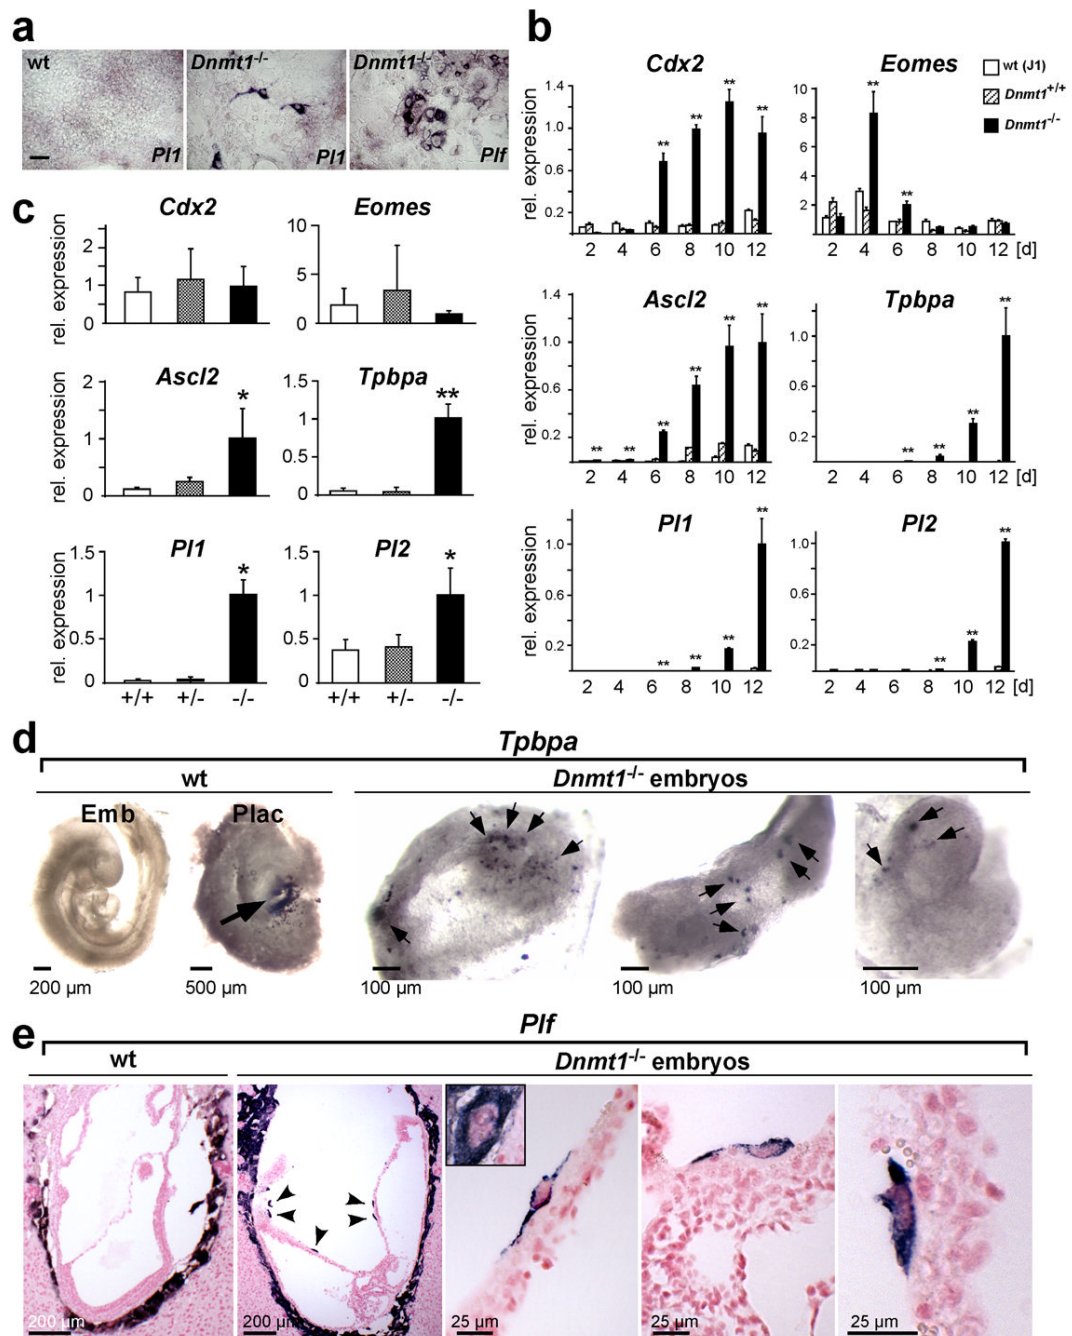 a
wt
Dnmt1-/-
Dnmt1-/-
Pl1
Pl1
Plf
b
Cdx2
Eomes
wt (J1)
Dnmt1+/+
Dnmt1-/-
rel. expression
1.4
1.0
0.6
0.2
**
**
**
**
2 4 6 8 10 12
10
8
6
4
2
0
**
**
2 4 6 8 10 12 [d]
Ascl2
Tpbpa
rel. expression
1.4
1.0
0.6
0.2
**
**
**
**
**
**
2 4 6 8 10 12
1.0
0.6
0.2
**
**
**
**
2 4 6 8 10 12 [d]
Pl1
Pl2
rel. expression
1.0
0.6
0.2
**
**
**
**
2 4 6 8 10 12
1.0
0.6
0.2
**
**
**
2 4 6 8 10 12 [d]
c
Cdx2
Eomes
rel. expression
2
1
0
10
5
0
Ascl2
Tpbpa
rel. expression
2
1
0
*
1.5
1
0.5
0
**
Pl1
Pl2
rel. expression
1.5
1
0.5
0
*
1.5
1
0.5
0
*
+/+ +/- -/-
+/+ +/- -/-
d
Tpbpa
wt
Dnmt1-/- embryos
Emb
Plac
200 µm
500 µm
100 µm
100 µm
100 µm
e
Plf
wt
Dnmt1-/- embryos
200 µm
200 µm
25 µm
25 µm
25 µm